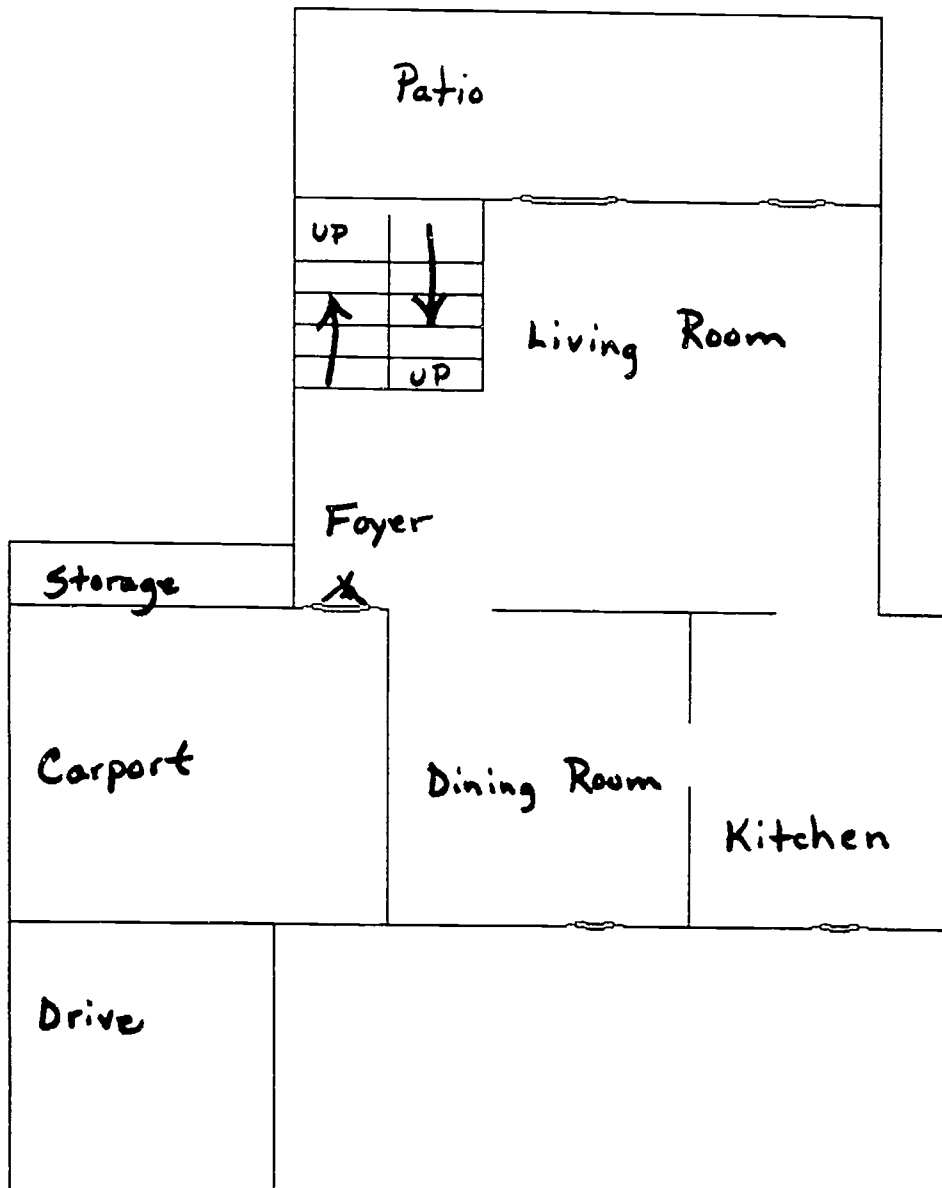 Patio
UP
UP
Living Room
Foyer
Storage
Carport
Dining Room
Kitchen
Drive